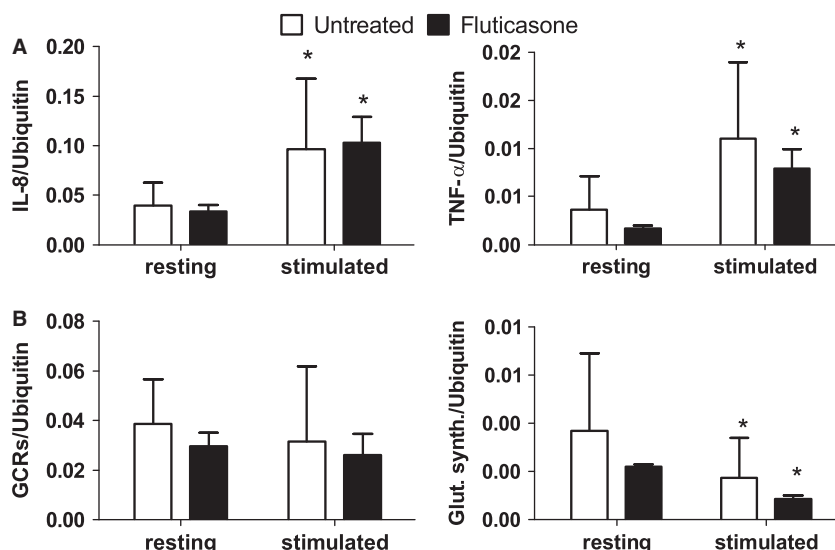 Untreated Fluticasone
A
IL-8/Ubiquitin
0.20
0.15
0.10
0.05
0.00
*
*
resting
stimulated
TNF-α/Ubiquitin
0.02
0.02
0.01
0.01
0.00
*
*
resting
stimulated
B
GCRs/Ubiquitin
0.08
0.06
0.04
0.02
0.00
resting
stimulated
Glut. synth./Ubiquitin
0.01
0.01
0.00
0.00
0.00
*
*
resting
stimulated